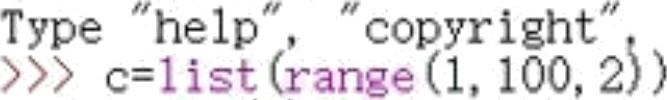 Type "help", "copyright",
>>> c=list(range(1,100,2))